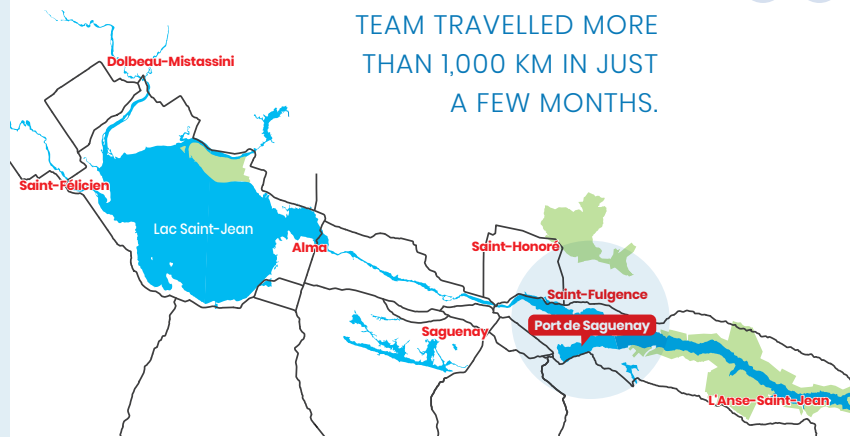 TEAM TRAVELLED MORE
THAN 1,000 KM IN JUST
A FEW MONTHS.
Dolbeau-Mistassini
Saint-Félicien
Lac Saint-Jean
Alma
Saint-Honoré
Saint-Fulgence
Port de Saguenay
Saguenay
L'Anse-Saint-Jean